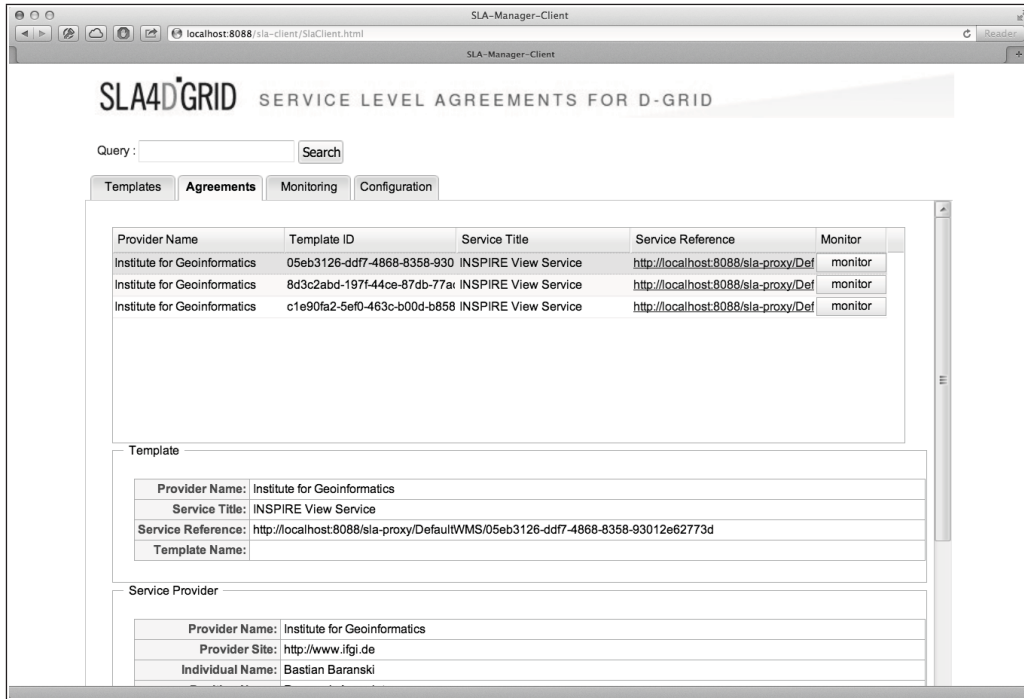 SLA-Manager-Client
localhost:8088/sla-client/SlaClient.html
Reader
SLA-Manager-Client
SLA4D GRID SERVICE LEVEL AGREEMENTS FOR D-GRID
Query : Search
Templates Agreements Monitoring Configuration
Provider Name Template ID Service Title Service Reference Monitor
Institute for Geoinformatics 05eb3126-ddf7-4868-8358-930 INSPIRE View Service http://localhost:8088/sla-proxy/Def monitor
Institute for Geoinformatics 8d3c2abd-197f-44ce-87db-77a INSPIRE View Service http://localhost:8088/sla-proxy/Def monitor
Institute for Geoinformatics c1e90fa2-5ef0-463c-b00d-b858 INSPIRE View Service http://localhost:8088/sla-proxy/Def monitor
Template
Provider Name: Institute for Geoinformatics
Service Title: INSPIRE View Service
Service Reference: http://localhost:8088/sla-proxy/DefaultWMS/05eb3126-ddf7-4868-8358-93012e62773d
Template Name:
Service Provider
Provider Name: Institute for Geoinformatics
Provider Site: http://www.ifgi.de
Individual Name: Bastian Baranski